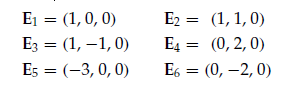 E₁ = (1, 0, 0) E₂ = (1, 1, 0)
E₃ = (1, −1, 0) E₄ = (0, 2, 0)
E₅ = (−3, 0, 0) E₆ = (0, −2, 0)